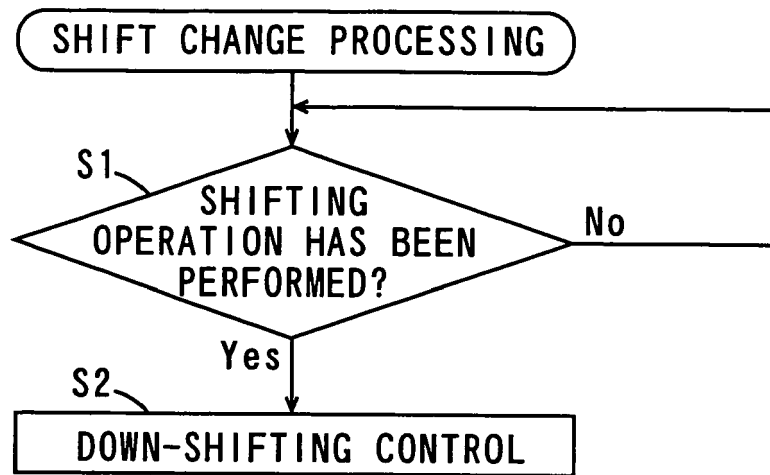 SHIFT CHANGE PROCESSING
S1
SHIFTING
OPERATION HAS BEEN
PERFORMED?
No
Yes
S2
DOWN-SHIFTING CONTROL